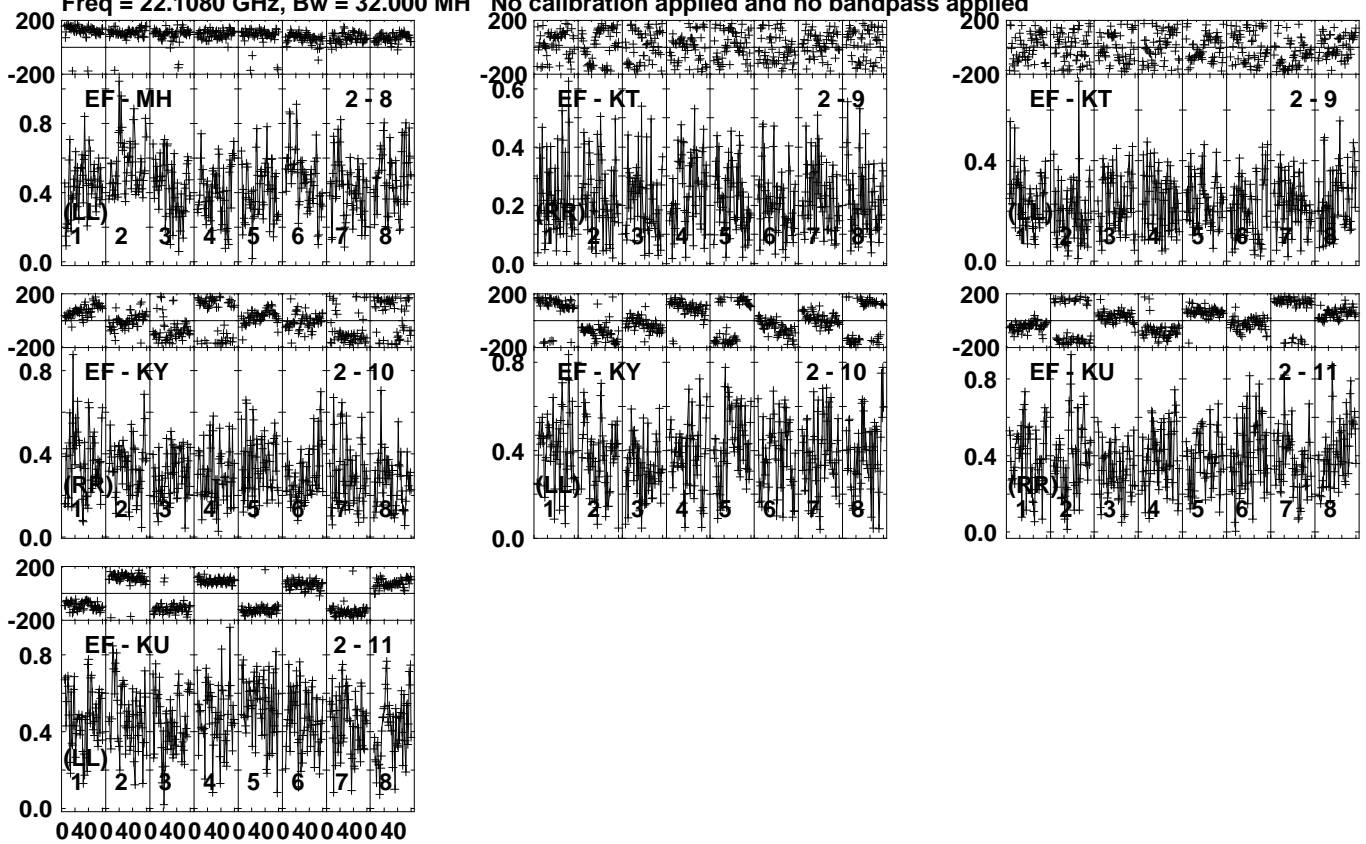 Freq = 22.1080 GHz, Bw = 32.000 MH No calibration applied and no bandpass applied
200
-200
EF - MH 2 - 8
0.8
0.4
(LL)
1 2 3 4 5 6 7 8
0.0
200
-200
0.6
EF - KT 2 - 9
0.4
0.2
(RR)
1 2 3 4 5 6 7 8
0.0
200
-200
EF - KT 2 - 9
0.4
(LL)
1 2 3 4 5 6 7 8
0.0
200
-200
0.8
EF - KY 2 - 10
0.4
(RR)
1 2 3 4 5 6 7 8
0.0
200
-200
0.8
EF - KY 2 - 10
0.4
(LL)
1 2 3 4 5 6 7 8
0.0
200
-200
EF - KU 2 - 11
0.8
0.4
(RR)
1 2 3 4 5 6 7 8
0.0
200
-200
EF - KU 2 - 11
0.8
0.4
(LL)
1 2 3 4 5 6 7 8
0.0
0 40 0 40 0 40 0 40 0 40 0 40 0 40 0 40